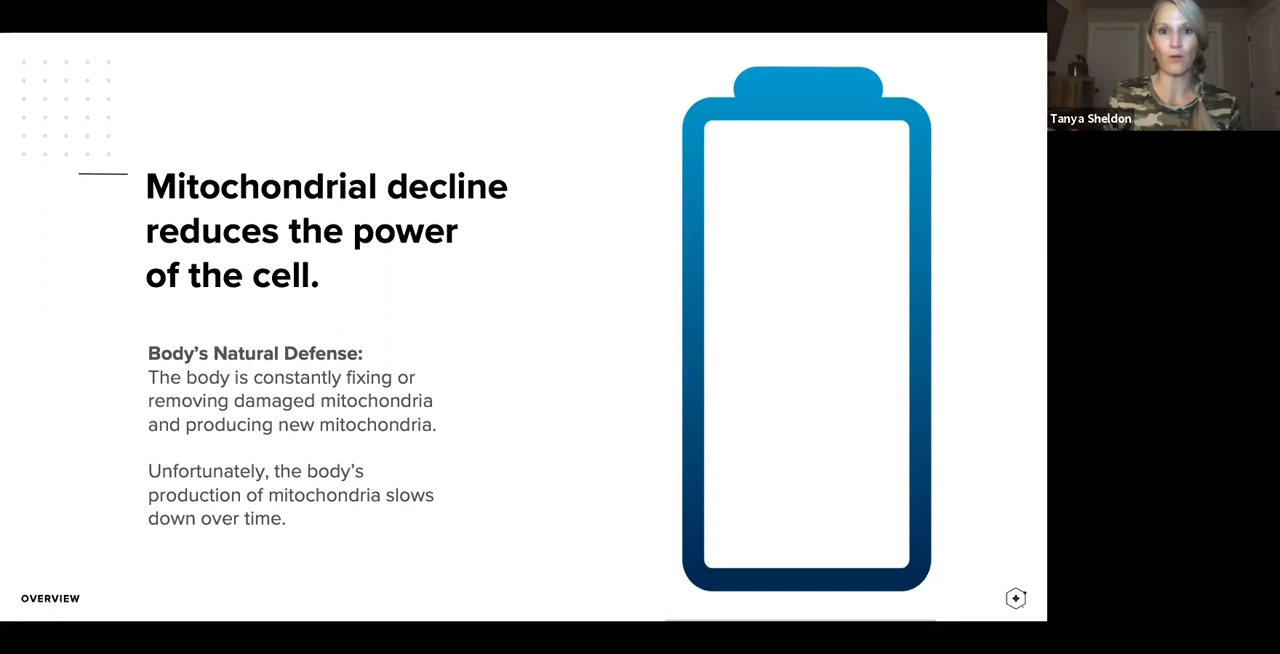 Mitochondrial decline
reduces the power
of the cell.
Body’s Natural Defense:
The body is constantly fixing or
removing damaged mitochondria
and producing new mitochondria.
Unfortunately, the body’s
production of mitochondria slows
down over time.
OVERVIEW
Tanya Sheldon